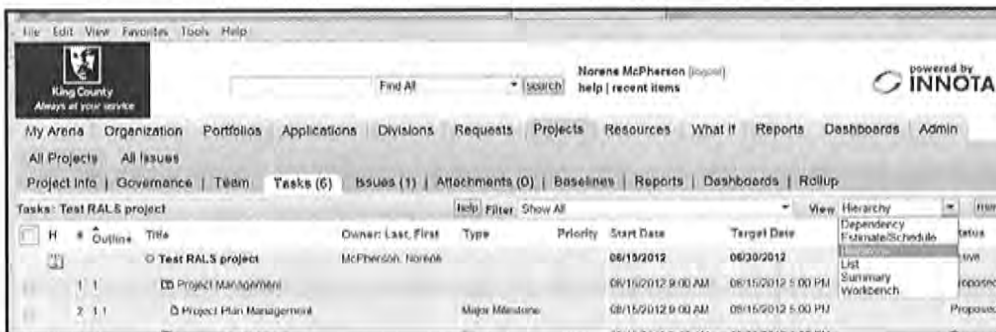 File Edit View Favorites Tools Help
King County
Always at your service
Find All search
Norene McPherson [logout]
help | recent items
powered by
INNOTA
My Arena Organization Portfolios Applications Divisions Requests Projects Resources What If Reports Dashboards Admin
All Projects All Issues
Project Info | Governance | Team Tasks (6) Issues (1) | Attachments (0) | Baselines | Reports | Dashboards | Rollup
Tasks: Test RALS project help Filter Show All View Hierarchy
H # Outline Title Owner: Last, First Type Priority Start Date Target Date
Dependency
Estimate/Schedule
List
Summary
Workbench
Test RALS project McPherson, Norene 06/15/2012 06/30/2012
1 1 Project Management 06/15/2012 9:00 AM 06/15/2012 5:00 PM
2 1.1 Project Plan Management Major Milestone 06/15/2012 9:00 AM 06/15/2012 5:00 PM Proposed